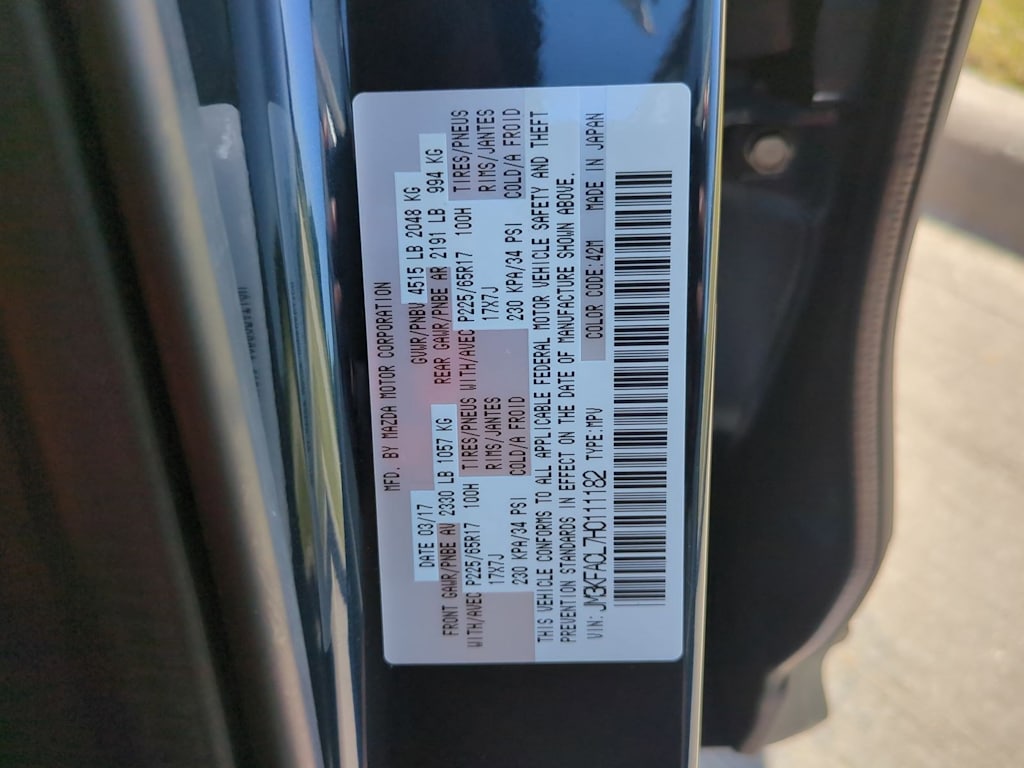 MFD. BY MAZDA MOTOR CORPORATION
DATE 03/17 GVWR/PNBV 4515 LB 2048 KG
FRONT GAWR/PNBE AV 2330 LB 1057 KG REAR GAWR/PNBE AR 2191 LB 994 KG
WITH/AVEC P225/65R17 100H TIRES/PNEUS WITH/AVEC P225/65R17 100H TIRES/PNEUS
17X7J RIMS/JANTES 17X7J RIMS/JANTES
230 KPA/34 PSI COLD/A FROID 230 KPA/34 PSI COLD/A FROID
THIS VEHICLE CONFORMS TO ALL APPLICABLE FEDERAL MOTOR VEHICLE SAFETY AND THEFT
PREVENTION STANDARDS IN EFFECT ON THE DATE OF MANUFACTURE SHOWN ABOVE.
VIN: JM3KFACL7H0111182 TYPE:MPV COLOR CODE:42M MADE IN JAPAN